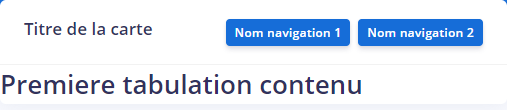 Titre de la carte
Nom navigation 1
Nom navigation 2
Premiere tabulation contenu